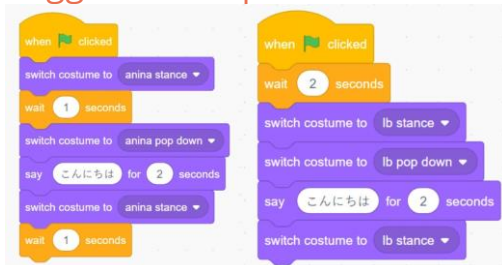 when clicked
switch costume to anina stance
wait 1 seconds
switch costume to anina pop down
say こんにちは for 2 seconds
switch costume to anina stance
wait 1 seconds
when clicked
wait 2 seconds
switch costume to lb stance
switch costume to lb pop down
say こんにちは for 2 seconds
switch costume to lb stance